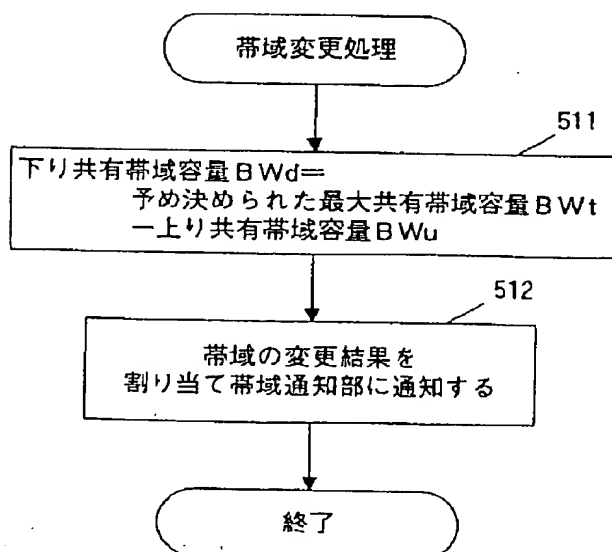 帯域変更処理
511
下り共有帯域容量BWd=
予め決められた最大共有帯域容量BWt
−上り共有帯域容量BWu
512
帯域の変更結果を
割り当て帯域通知部に通知する
終了